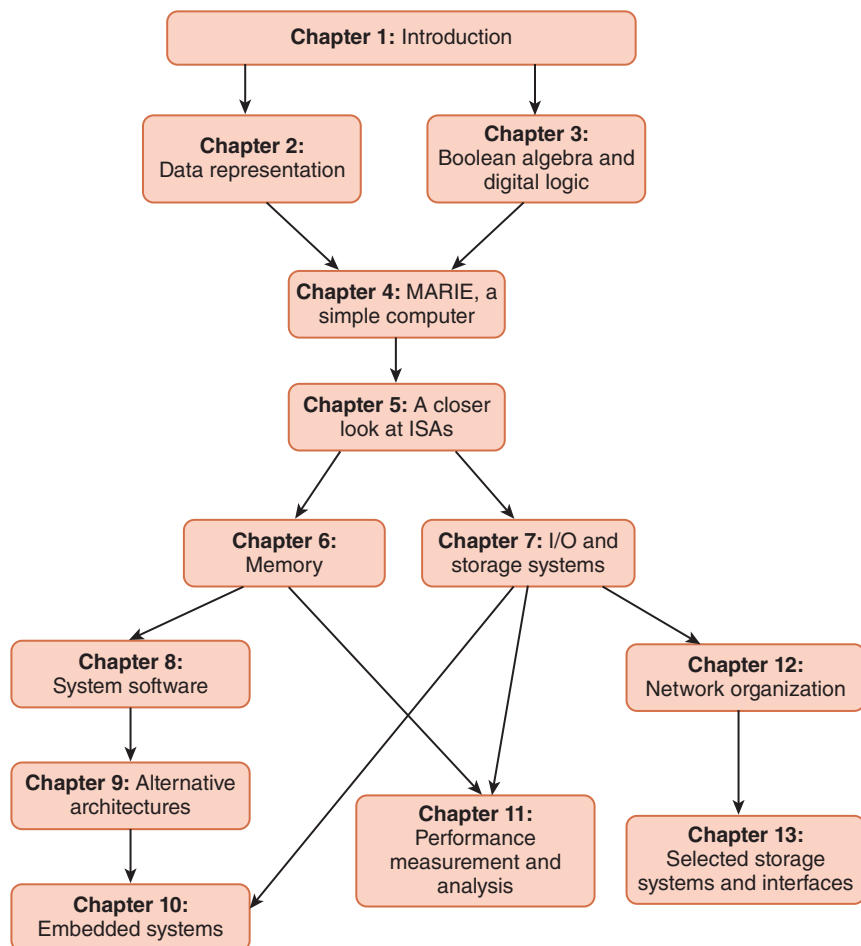 Chapter 1: Introduction
Chapter 2:
Data representation
Chapter 3:
Boolean algebra and
digital logic
Chapter 4: MARIE, a
simple computer
Chapter 5: A closer
look at ISAs
Chapter 6:
Memory
Chapter 7: I/O and
storage systems
Chapter 8:
System software
Chapter 12:
Network organization
Chapter 9: Alternative
architectures
Chapter 11:
Performance
measurement and
analysis
Chapter 13:
Selected storage
systems and interfaces
Chapter 10:
Embedded systems